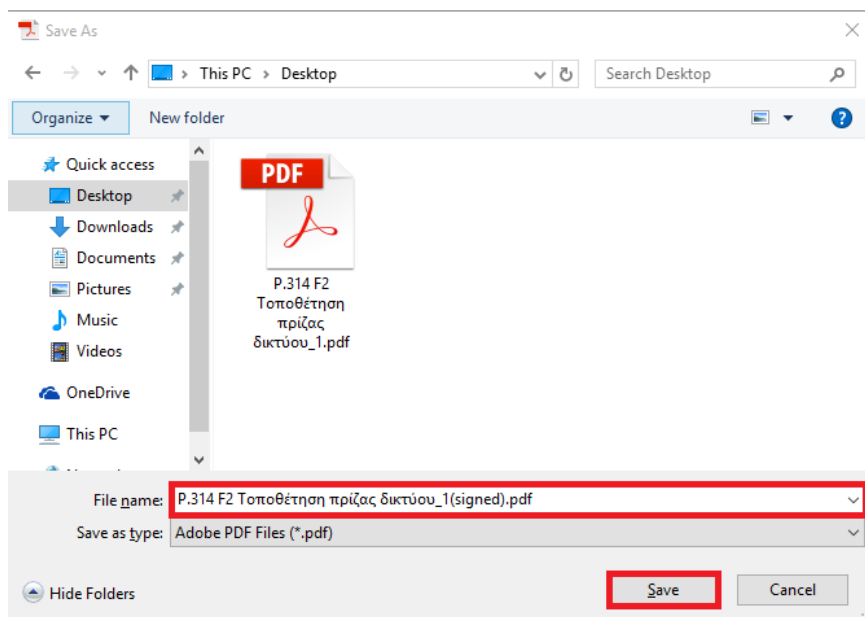 Save As
This PC > Desktop
Search Desktop
Organize
New folder
Quick access
Desktop
Downloads
Documents
Pictures
Music
Videos
OneDrive
This PC
PDF
P.314 F2
Τοποθέτηση
πρίζας
δικτύου_1.pdf
File name: P.314 F2 Τοποθέτηση πρίζας δικτύου_1(signed).pdf
Save as type: Adobe PDF Files (*.pdf)
Hide Folders
Save
Cancel